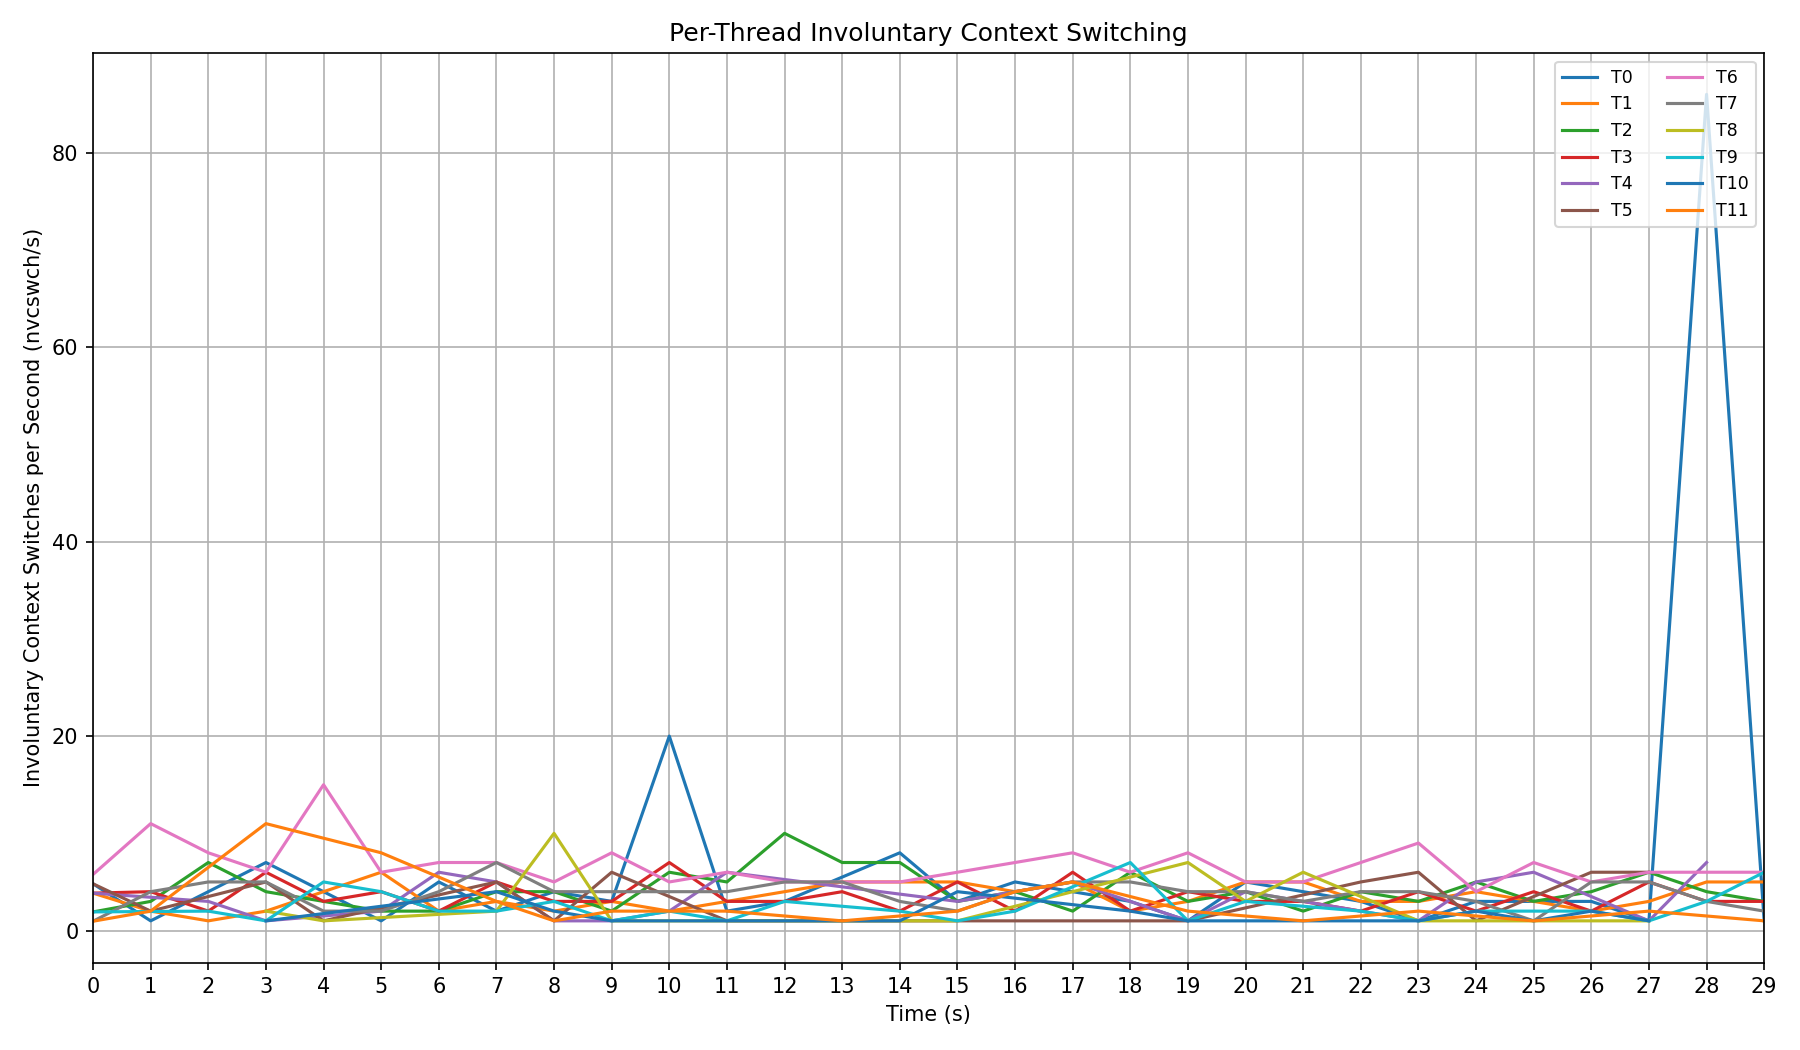 Per-Thread Involuntary Context Switching
Involuntary Context Switches per Second (nvcswch/s)
80
60
40
20
0
T0
T1
T2
T3
T4
T5
T6
T7
T8
T9
T10
T11
0 1 2 3 4 5 6 7 8 9 10 11 12 13 14 15 16 17 18 19 20 21 22 23 24 25 26 27 28 29
Time (s)